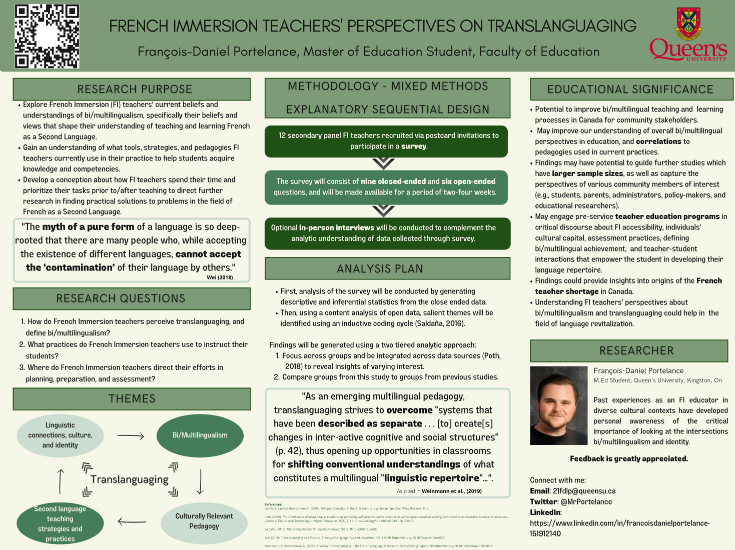 FRENCH IMMERSION TEACHERS' PERSPECTIVES ON TRANSLANGUAGING
François-Daniel Portelance, Master of Education Student, Faculty of Education
Queen's
UNIVERSITY
RESEARCH PURPOSE
• Explore French Immersion (FI) teachers' current beliefs and
understandings of bi/multilingualism, specifically their beliefs and
views that shape their understanding of teaching and learning French
as a Second Language.
• Gain an understanding of what tools, strategies, and pedagogies FI
teachers currently use in their practice to help students acquire
knowledge and competencies.
• Develop a conception about how FI teachers spend their time and
prioritize their tasks prior to/after teaching to direct further
research in finding practical solutions to problems in the field of
French as a Second Language.
"The myth of a pure form of a language is so deep-
rooted that there are many people who, while accepting
the existence of different languages, cannot accept
the 'contamination' of their language by others."
Wei (2018)
RESEARCH QUESTIONS
1. How do French Immersion teachers perceive translanguaging, and
define bi/multilingualism?
2. What practices do French Immersion teachers use to instruct their
students?
3. Where do French Immersion teachers direct their efforts in
planning, preparation, and assessment?
THEMES
Linguistic
connections, culture,
and identity
Bi/Multilingualism
Translanguaging
Second language
teaching
strategies and
practices
Culturally Relevant
Pedagogy
METHODOLOGY - MIXED METHODS
EXPLANATORY SEQUENTIAL DESIGN
12 secondary panel FI teachers recruited via postcard invitations to
participate in a survey.
The survey will consist of nine closed-ended and six open-ended
questions, and will be made available for a period of two-four weeks.
Optional in-person interviews will be conducted to complement the
analytic understanding of data collected through survey.
ANALYSIS PLAN
• First, analysis of the survey will be conducted by generating
descriptive and inferential statistics from the close ended data.
• Then, using a content analysis of open data, salient themes will be
identified using an inductive coding cycle (Saldaña, 2016).
Findings will be generated using a two tiered analytic approach:
1. Focus across groups and be integrated across data sources (Poth,
2018) to reveal insights of varying interest.
2. Compare groups from this study to groups from previous studies.
"As an emerging multilingual pedagogy,
translanguaging strives to overcome "systems that
have been described as separate . . . [to] create[s]
changes in inter-active cognitive and social structures"
(p. 42), thus opening up opportunities in classrooms
for shifting conventional understandings of what
constitutes a multilingual "linguistic repertoire"...".
As cited - Weinmann et al., (2019)
References
EDUCATIONAL SIGNIFICANCE
• Potential to improve bi/multilingual teaching and learning
processes in Canada for community stakeholders.
• May improve our understanding of overall bi/multilingual
perspectives in education, and correlations to
pedagogies used in current practices.
• Findings may have potential to guide further studies which
have larger sample sizes, as well as capture the
perspectives of various community members of interest
(e.g., students, parents, administrators, policy-makers, and
educational researchers).
• May engage pre-service teacher education programs in
critical discourse about FI accessibility, individuals'
cultural capital, assessment practices, defining
bi/multilingual achievement, and teacher-student
interactions that empower the student in developing their
language repertoire.
• Findings could provide insights into origins of the French
teacher shortage in Canada.
• Understanding FI teachers' perspectives about
bi/multilingualism and translanguaging could help in the
field of language revitalization.
RESEARCHER
François-Daniel Portelance
M.Ed Student, Queen's University, Kingston, On
Past experiences as an FI educator in
diverse cultural contexts have developed
personal awareness of the critical
importance of looking at the intersections
bi/multilingualism and identity.
Feedback is greatly appreciated.
Connect with me:
Email: 21fdlp@queensu.ca
Twitter: @MrPortelance
LinkedIn:
https://www.linkedin.com/in/francoisdanielportelance-
151912140